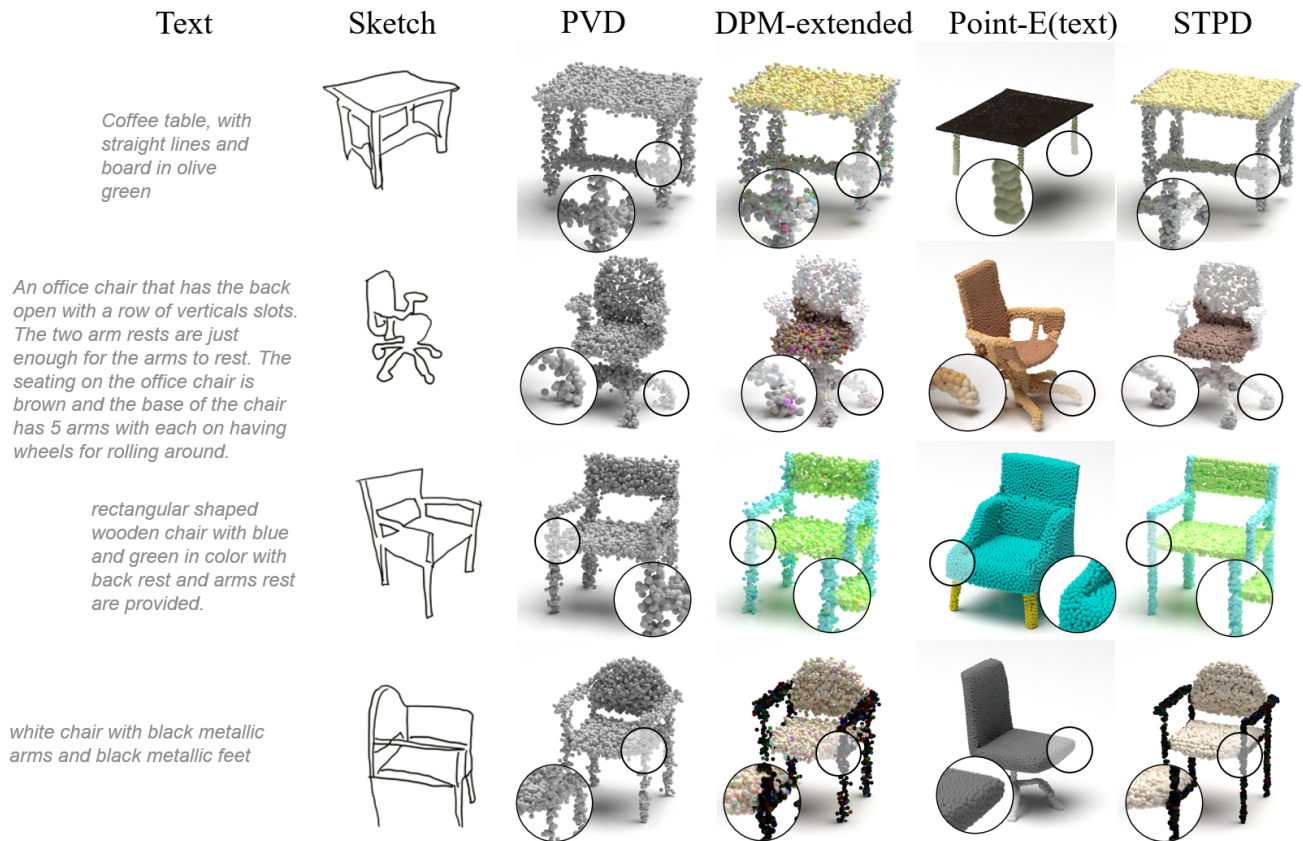 Text Sketch PVD DPM-extended Point-E(text) STPD
Coffee table, with
straight lines and
board in olive
green
An office chair that has the back
open with a row of verticals slots.
The two arm rests are just
enough for the arms to rest. The
seating on the office chair is
brown and the base of the chair
has 5 arms with each on having
wheels for rolling around.
rectangular shaped
wooden chair with blue
and green in color with
back rest and arms rest
are provided.
white chair with black metallic
arms and black metallic feet